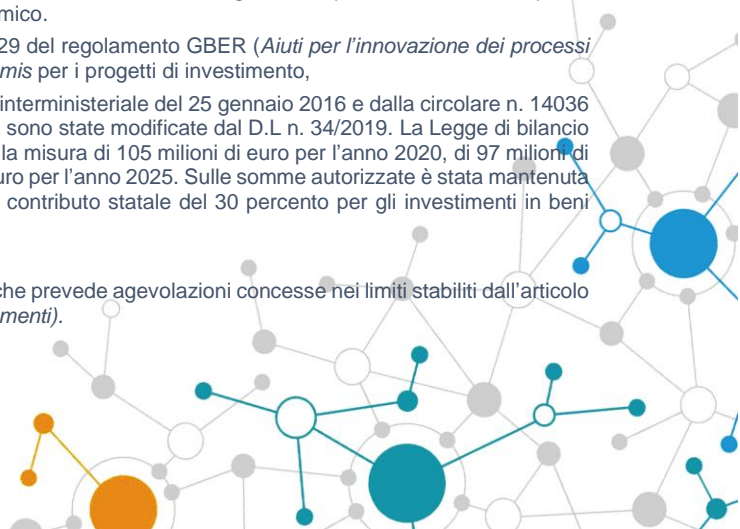 mico.
29 del regolamento GBER (Aiuti per l'innovazione dei processi
mis per i progetti di investimento,
interministeriale del 25 gennaio 2016 e dalla circolare n. 14036
sono state modificate dal D.L n. 34/2019. La Legge di bilancio
la misura di 105 milioni di euro per l'anno 2020, di 97 milioni di
uro per l'anno 2025. Sulle somme autorizzate è stata mantenuta
contributo statale del 30 percento per gli investimenti in beni
che prevede agevolazioni concesse nei limiti stabiliti dall'articolo
menti).